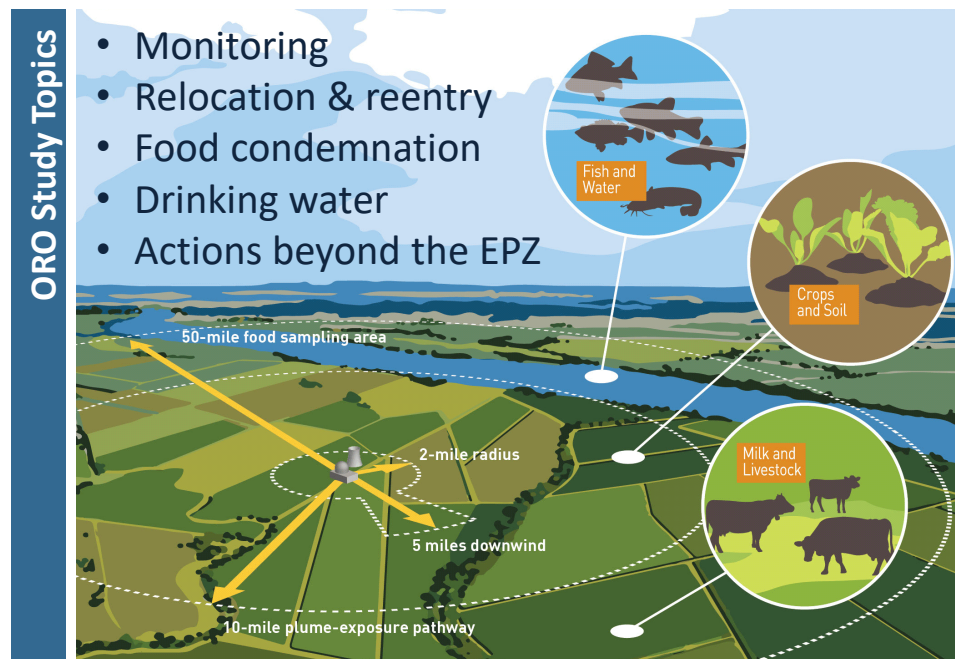 ORO Study Topics
• Monitoring
• Relocation & reentry
• Food condemnation
• Drinking water
• Actions beyond the EPZ
Fish and
Water
Crops
and Soil
50-mile food sampling area
2-mile radius
Milk and
Livestock
5 miles downwind
10-mile plume-exposure pathway